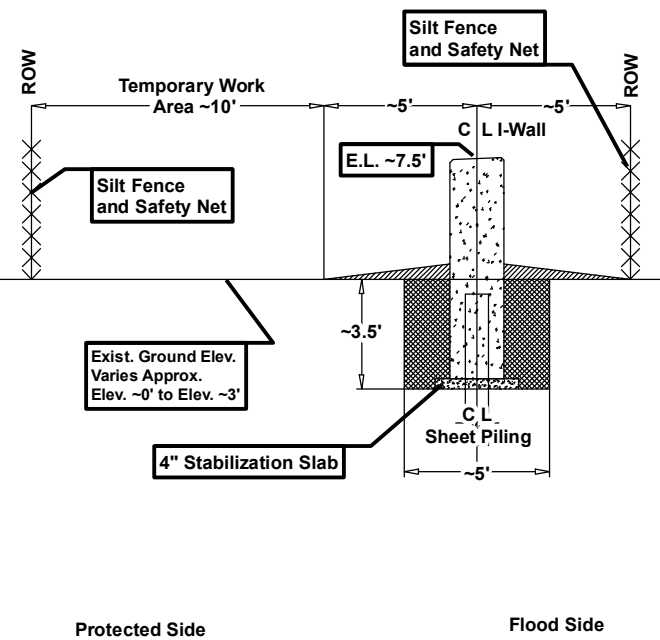 Silt Fence
and Safety Net
ROW
ROW
Temporary Work
Area ~10'
~5'
~5'
C L I-Wall
E.L. ~7.5'
Silt Fence
and Safety Net
~3.5'
Exist. Ground Elev.
Varies Approx.
Elev. ~0' to Elev. ~3'
C L
Sheet Piling
4" Stabilization Slab
~5'
Protected Side
Flood Side